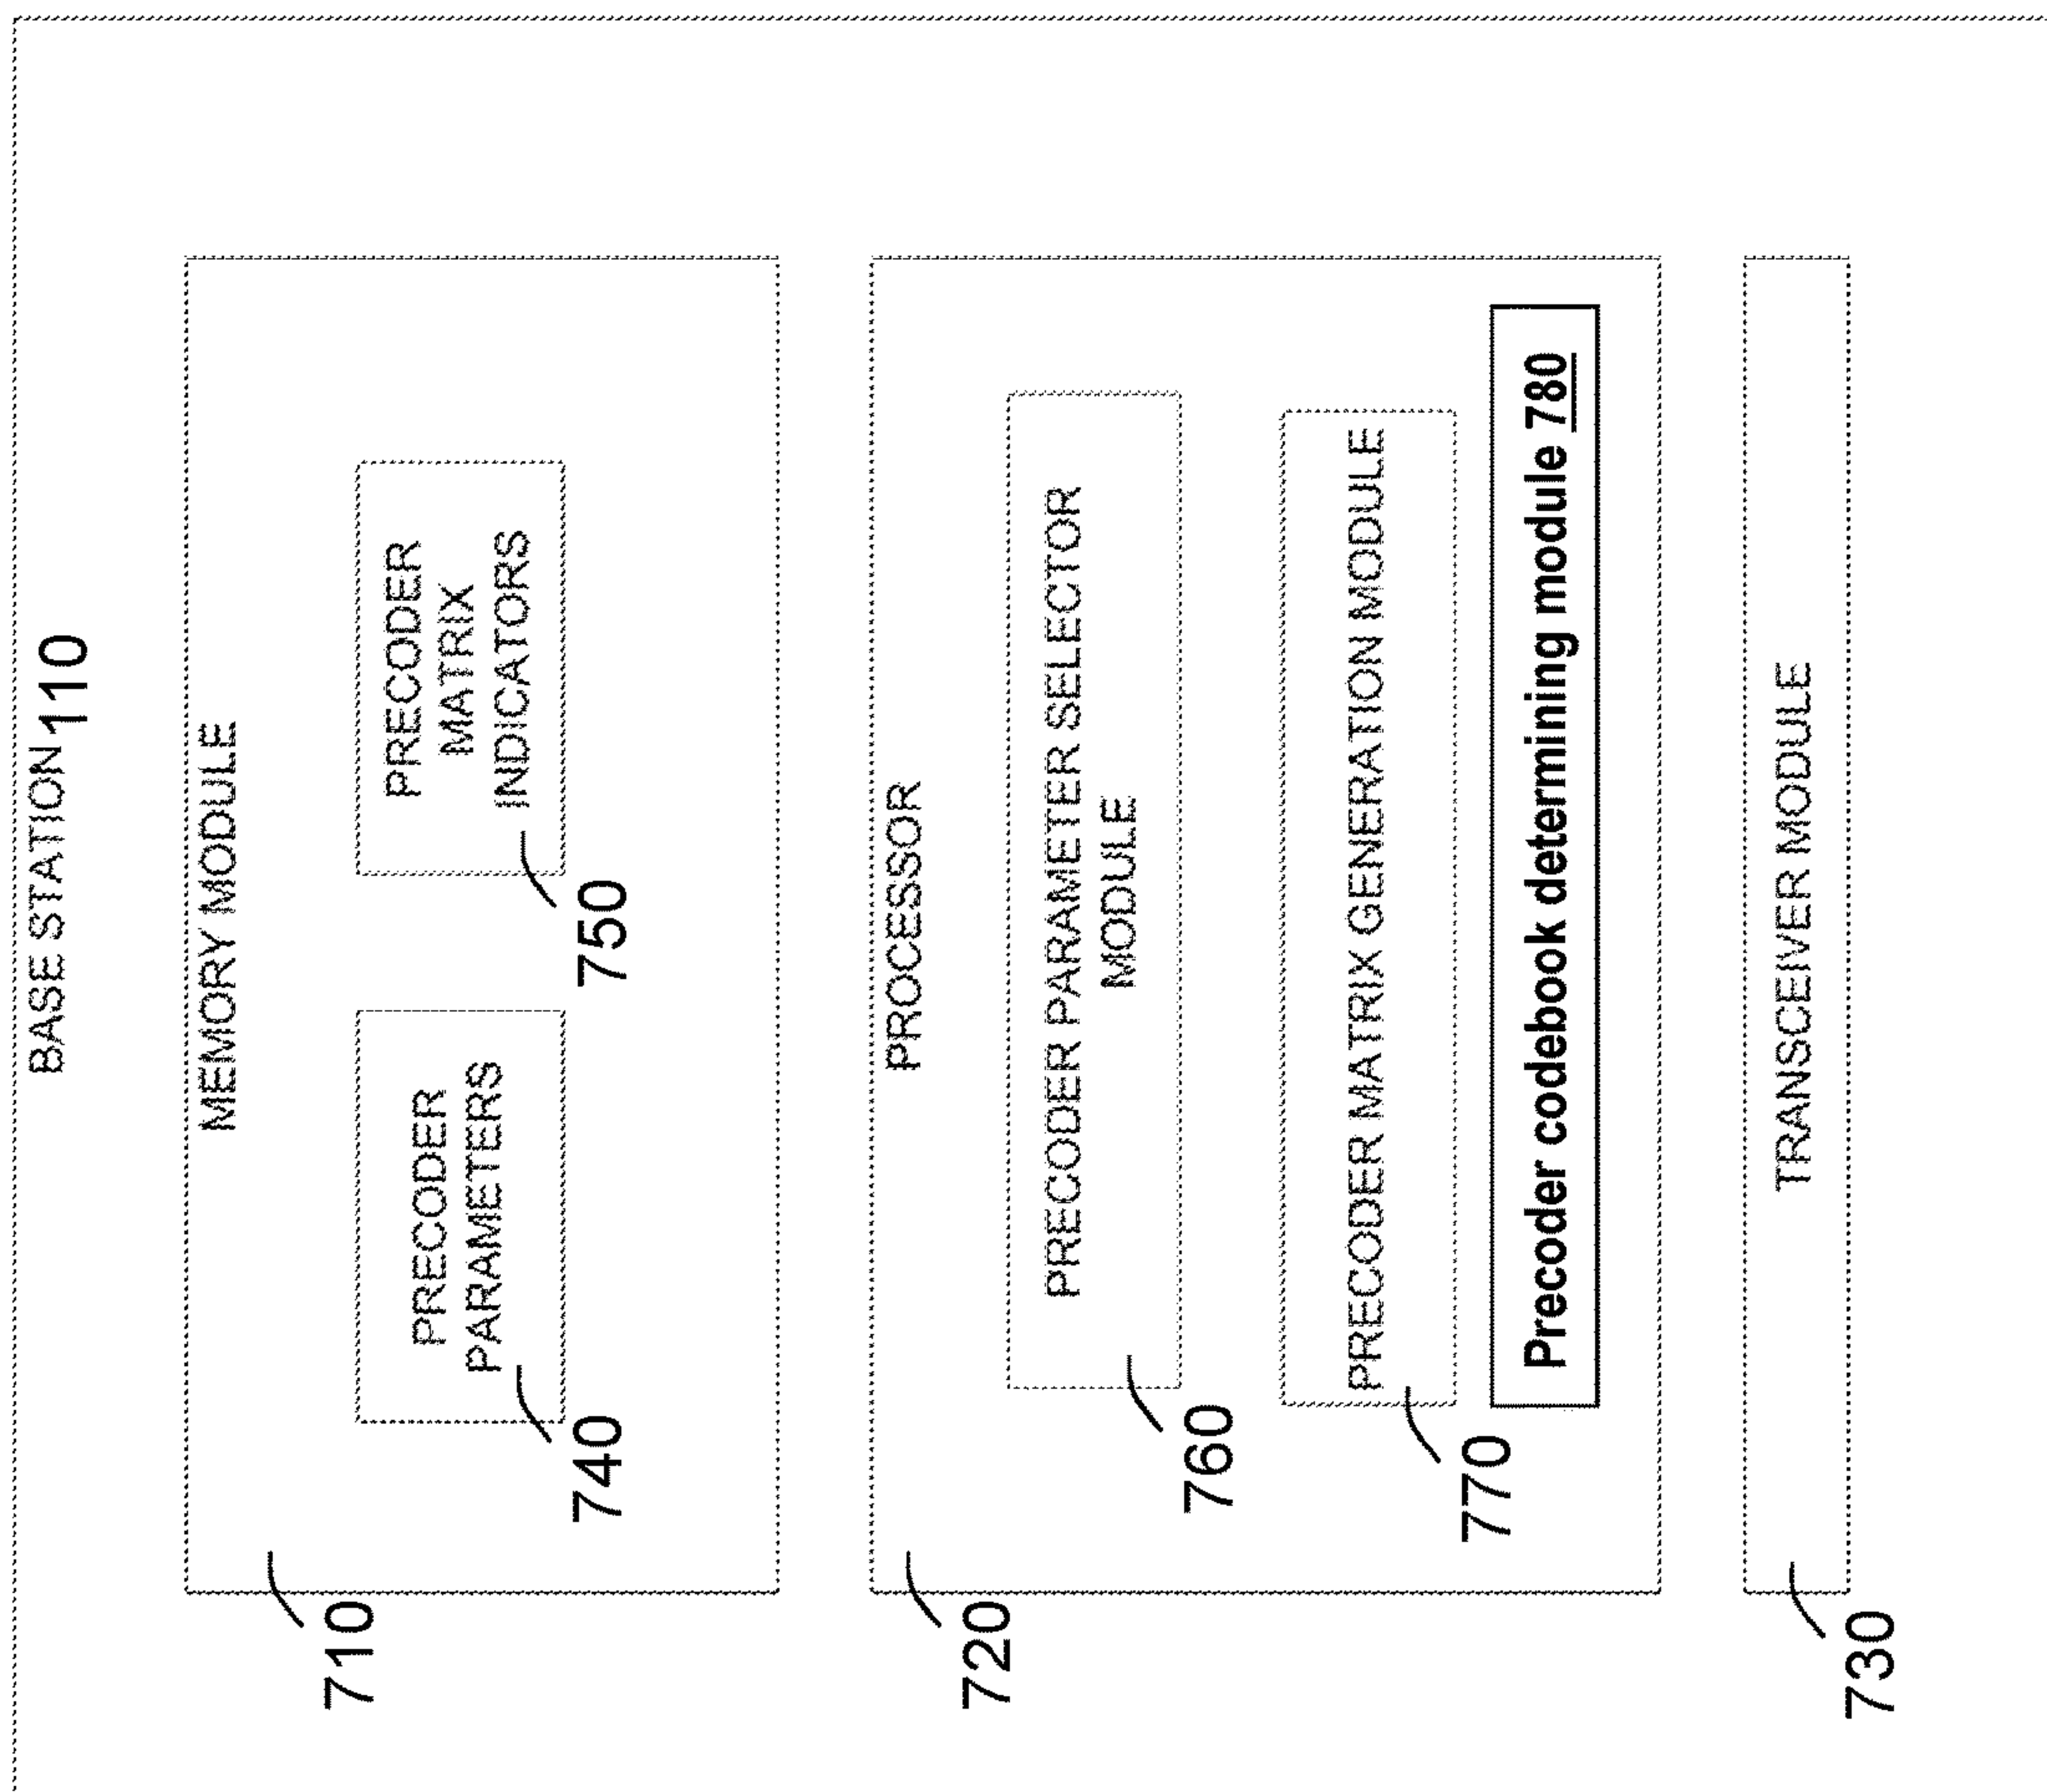 BASE STATION 110
MEMORY MODULE
710
PRECODER
PARAMETERS
740
PRECODER
MATRIX
INDICATORS
750
PROCESSOR
720
PRECODER PARAMETER SELECTOR
MODULE
760
PRECODER MATRIX GENERATION MODULE
770
Precoder codebook determining module 780
TRANSCEIVER MODULE
730